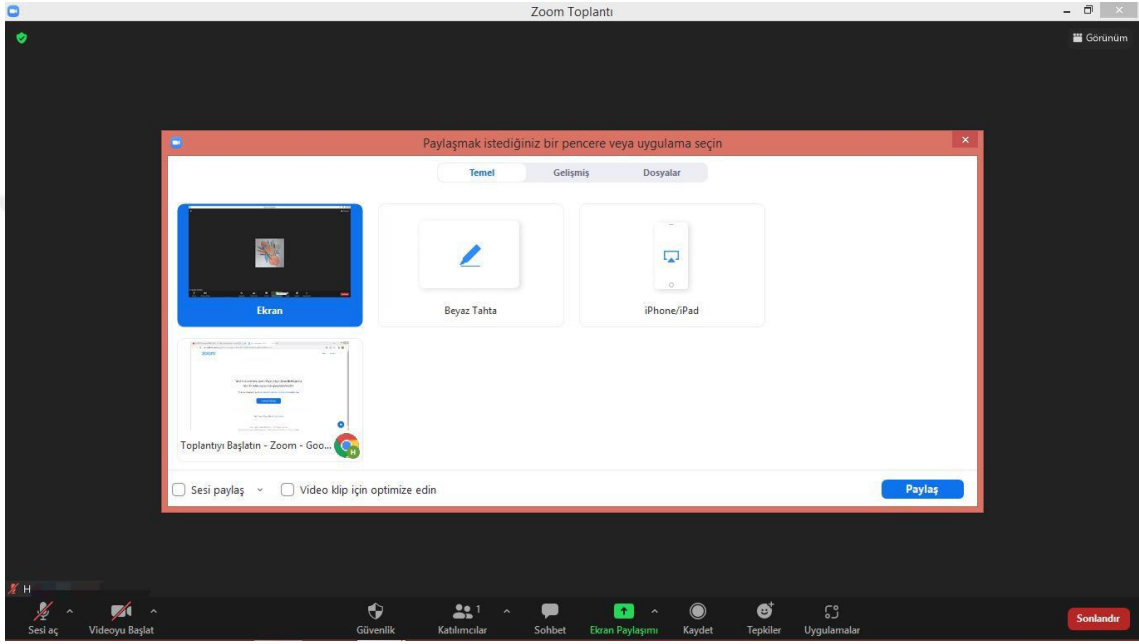 Zoom Toplantı
Görünüm
Paylaşmak istediğiniz bir pencere veya uygulama seçin
Temel Gelişmiş Dosyalar
Ekran Beyaz Tahta iPhone/iPad
Toplantıyı Başlatın - Zoom - Goo...
H
Sesi paylaş Video klip için optimize edin Paylaş
H
1
Sesi aç Videoyu Başlat Güvenlik Katılımcılar Sohbet Ekran Paylaşımı Kaydet Tepkiler Uygulamalar Sonlandır